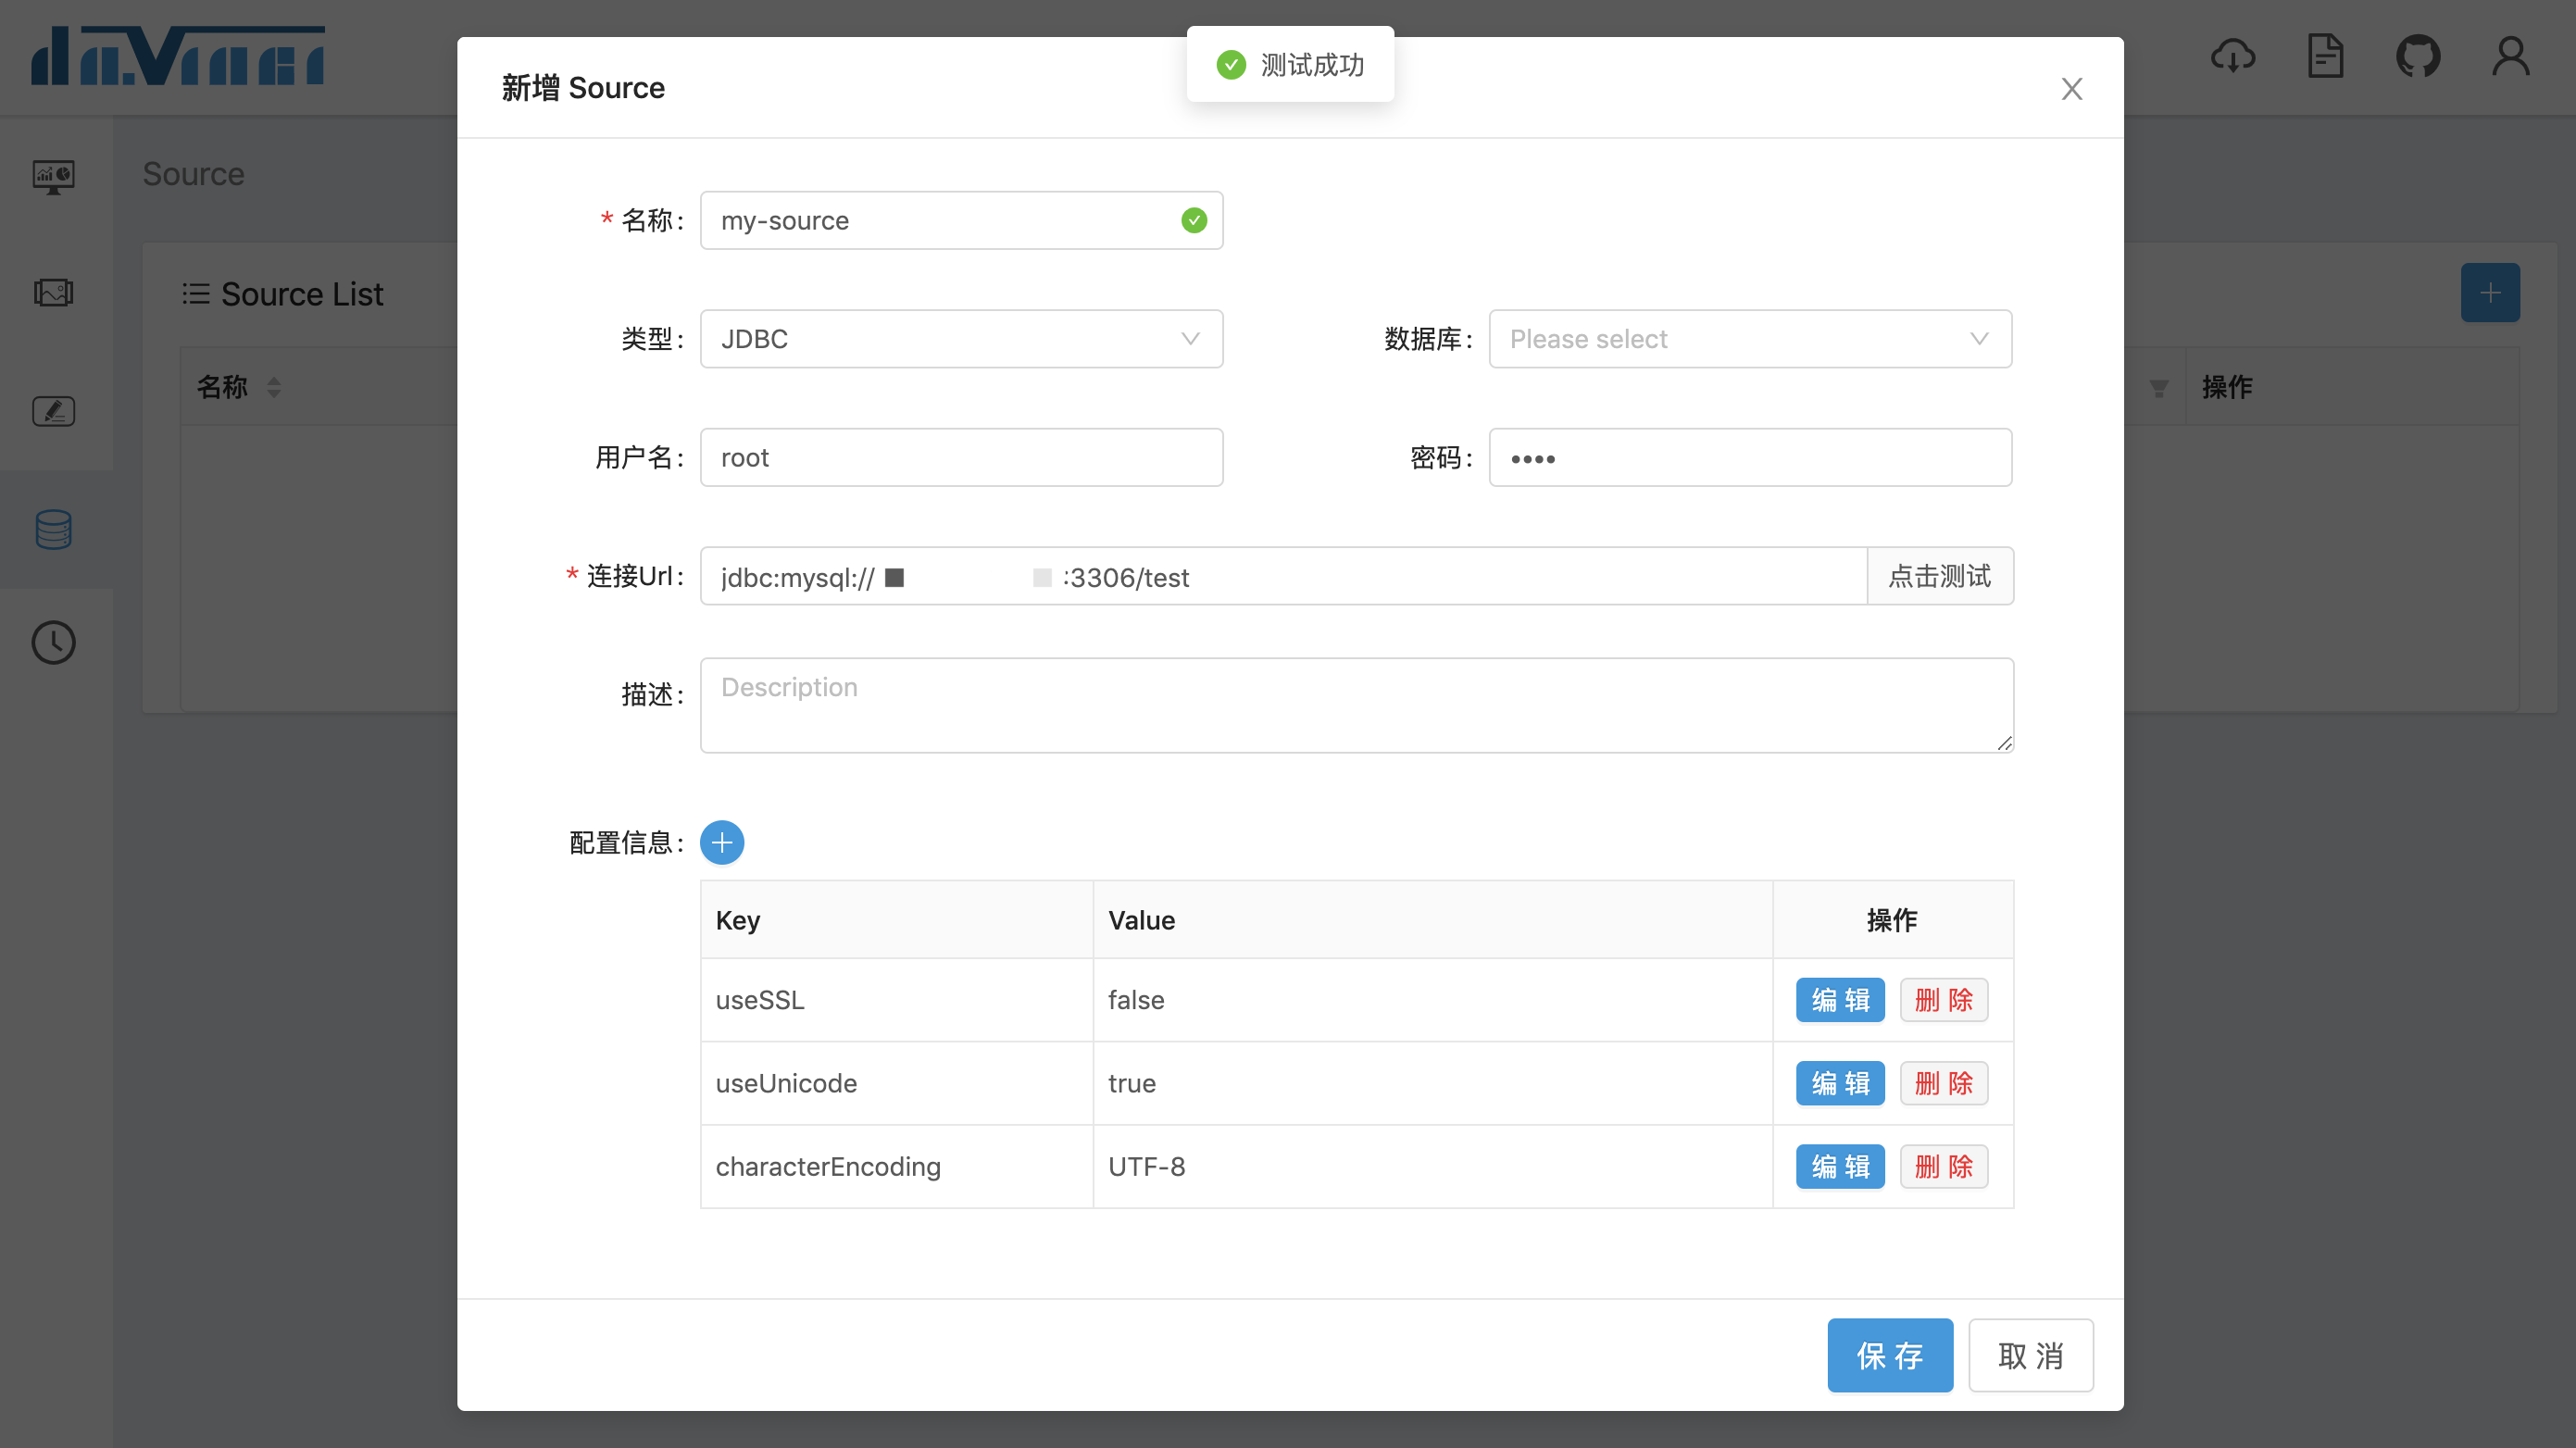 da.Vinci
测试成功
新增 Source
Source
* 名称:
my-source
Source List
类型:
JDBC
数据库:
Please select
名称
操作
用户名:
root
密码:
••••
* 连接Url:
jdbc:mysql://
:3306/test
点击测试
描述:
Description
配置信息:
Key
Value
操作
useSSL
false
编 辑
删 除
useUnicode
true
编 辑
删 除
characterEncoding
UTF-8
编 辑
删 除
保 存
取 消